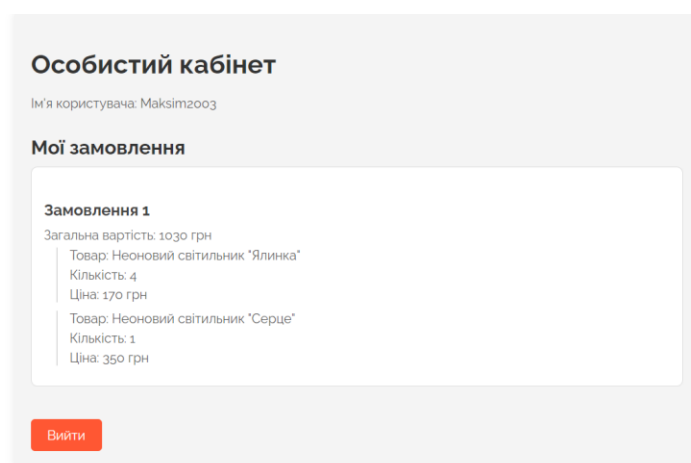 Особистий кабінет
Ім'я користувача: Maksim2003
Мої замовлення
Замовлення 1
Загальна вартість: 1030 грн
Товар: Неоновий світильник "Ялинка"
Кількість: 4
Ціна: 170 грн
Товар: Неоновий світильник "Серце"
Кількість: 1
Ціна: 350 грн
Вийти